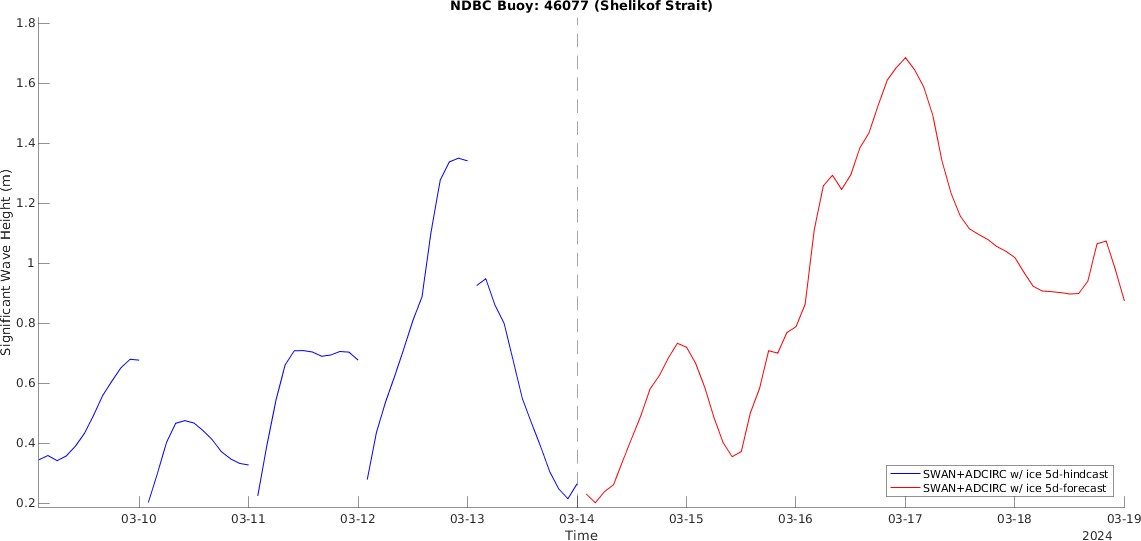 NDBC Buoy: 46077 (Shelikof Strait)
1.8
1.6
1.4
1.2
1
0.8
0.6
0.4
0.2
Significant Wave Height (m)
SWAN+ADCIRC w/ ice 5d-hindcast
SWAN+ADCIRC w/ ice 5d-forecast
03-10 03-11 03-12 03-13 03-14 03-15 03-16 03-17 03-18 03-19
Time
2024